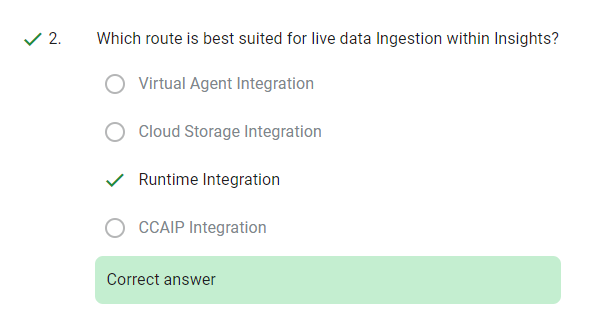 2. Which route is best suited for live data Ingestion within Insights?
Virtual Agent Integration
Cloud Storage Integration
Runtime Integration
CCAIP Integration
Correct answer